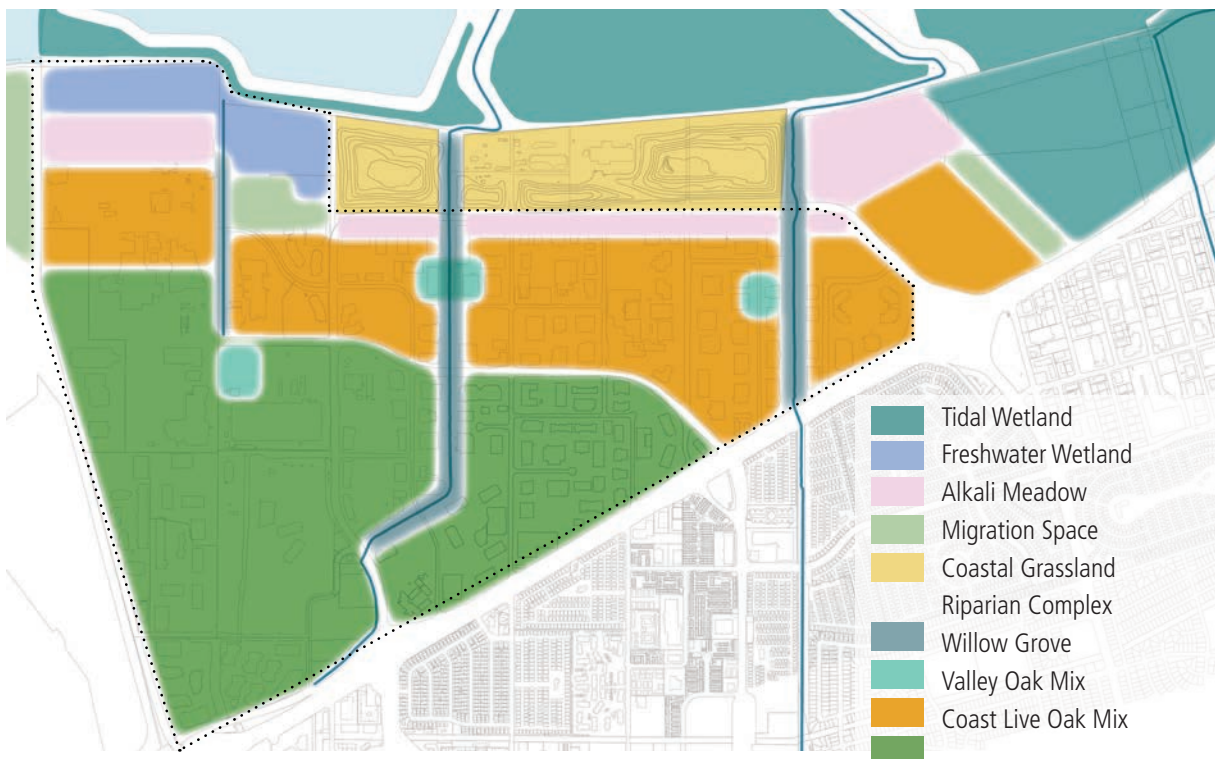 Tidal Wetland
Freshwater Wetland
Alkali Meadow
Migration Space
Coastal Grassland
Riparian Complex
Willow Grove
Valley Oak Mix
Coast Live Oak Mix